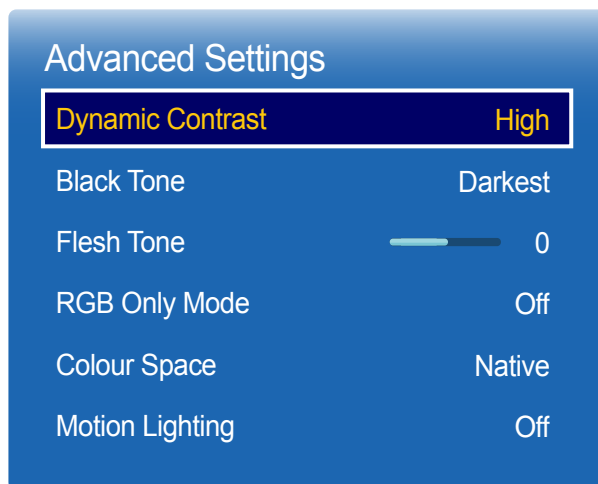 Advanced Settings
Dynamic Contrast High
Black Tone Darkest
Flesh Tone 0
RGB Only Mode Off
Colour Space Native
Motion Lighting Off